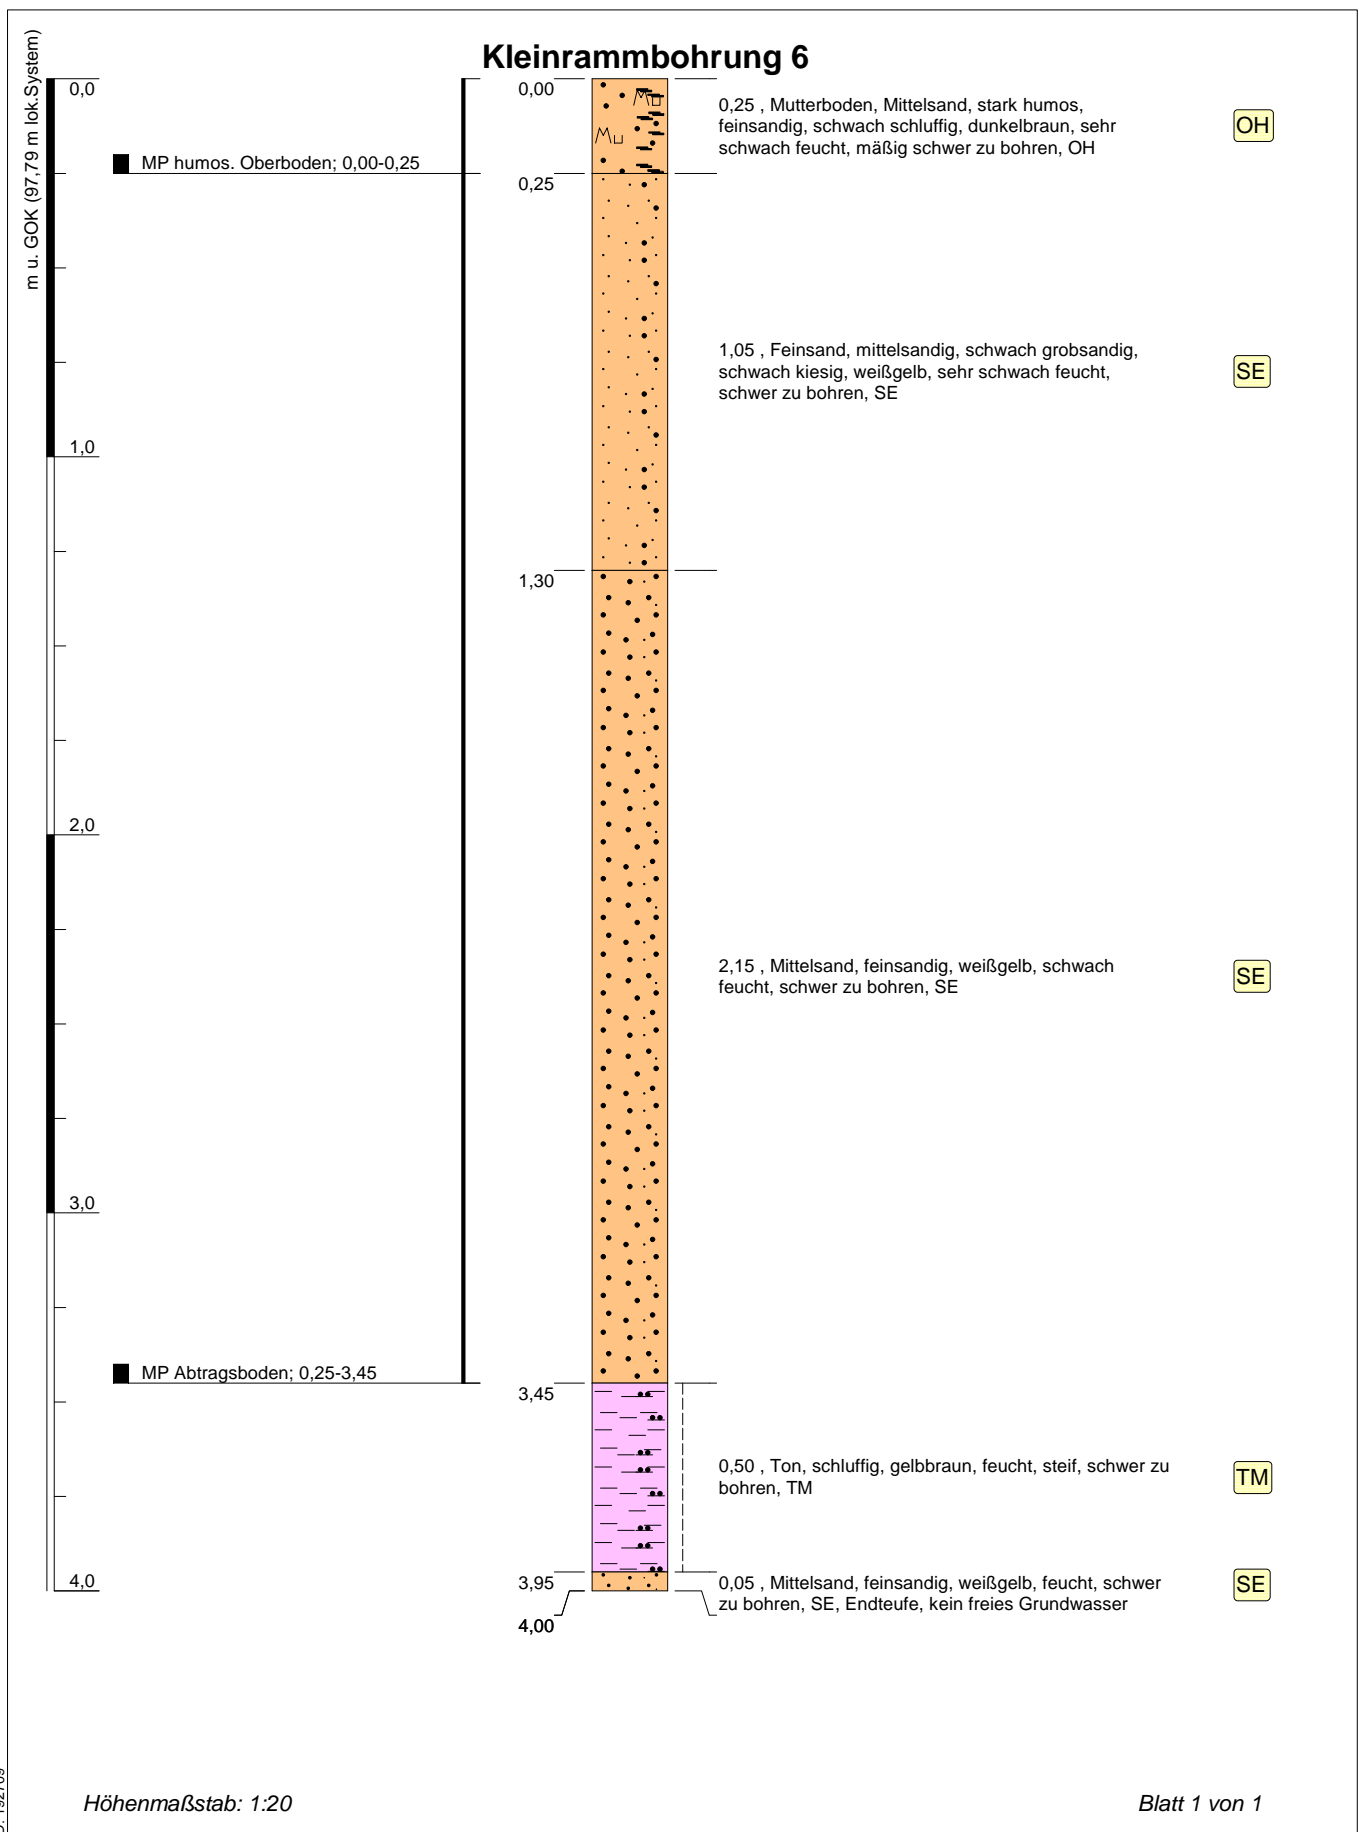 Kleinrammbohrung 6
m u. GOK (97,79 m lok.System)
0,0
0,00
0,25 , Mutterboden, Mittelsand, stark humos,
feinsandig, schwach schluffig, dunkelbraun, sehr
schwach feucht, mäßig schwer zu bohren, OH
OH
MP humos. Oberboden; 0,00-0,25
0,25
1,05 , Feinsand, mittelsandig, schwach grobsandig,
schwach kiesig, weißgelb, sehr schwach feucht,
schwer zu bohren, SE
SE
1,0
1,30
2,0
2,15 , Mittelsand, feinsandig, weißgelb, schwach
feucht, schwer zu bohren, SE
SE
3,0
MP Abtragsboden; 0,25-3,45
3,45
0,50 , Ton, schluffig, gelbbraun, feucht, steif, schwer zu
bohren, TM
TM
4,0
3,95
0,05 , Mittelsand, feinsandig, weißgelb, feucht, schwer
zu bohren, SE, Endteufe, kein freies Grundwasser
SE
4,00
Höhenmaßstab: 1:20
Blatt 1 von 1